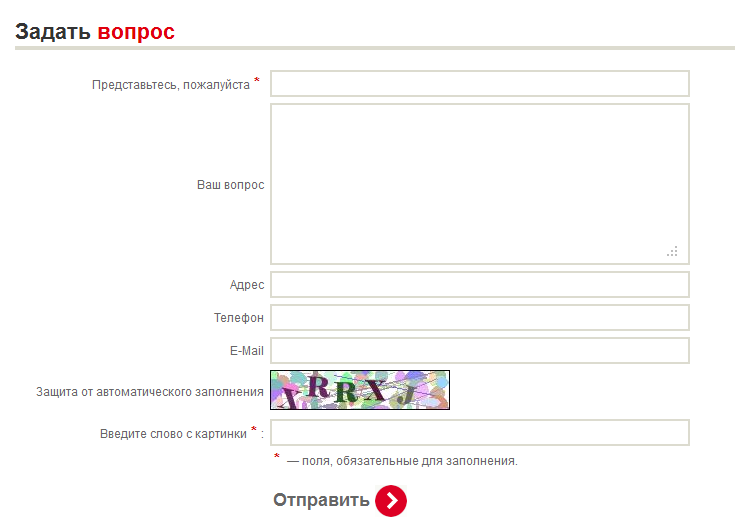 Задать вопрос
Представьтесь, пожалуйста *
Ваш вопрос
Адрес
Телефон
E-Mail
Защита от автоматического заполнения
Введите слово с картинки * :
* — поля, обязательные для заполнения.
Отправить